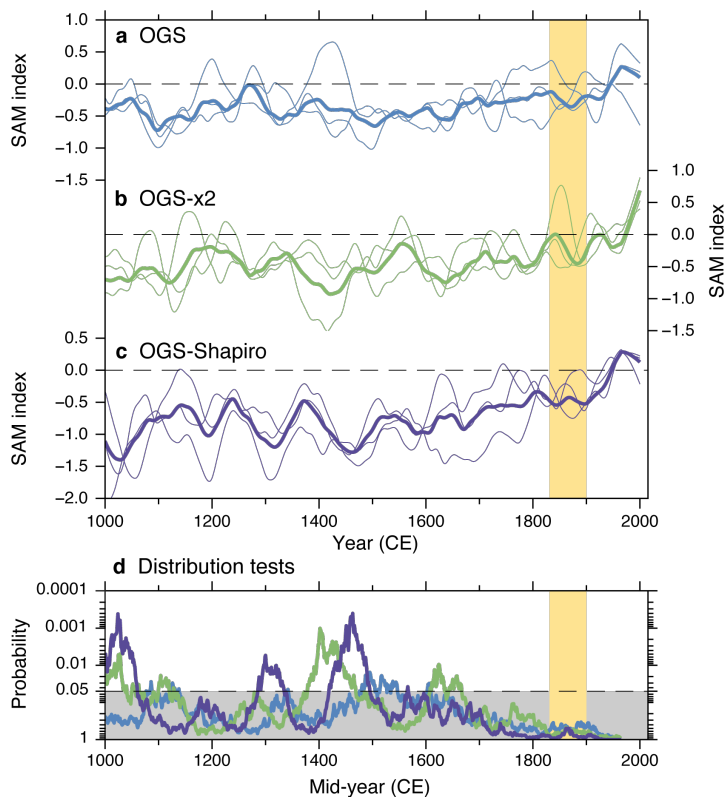 1.0
a OGS
0.5
0.0
-0.5
-1.0
-1.5
SAM index
b OGS-x2
1.0
0.5
0.0
-0.5
-1.0
-1.5
SAM index
0.5
c OGS-Shapiro
0.0
-0.5
-1.0
-1.5
-2.0
SAM index
1000 1200 1400 1600 1800 2000
Year (CE)
d Distribution tests
0.0001
0.001
0.01
0.05
1
Probability
1000 1200 1400 1600 1800 2000
Mid-year (CE)